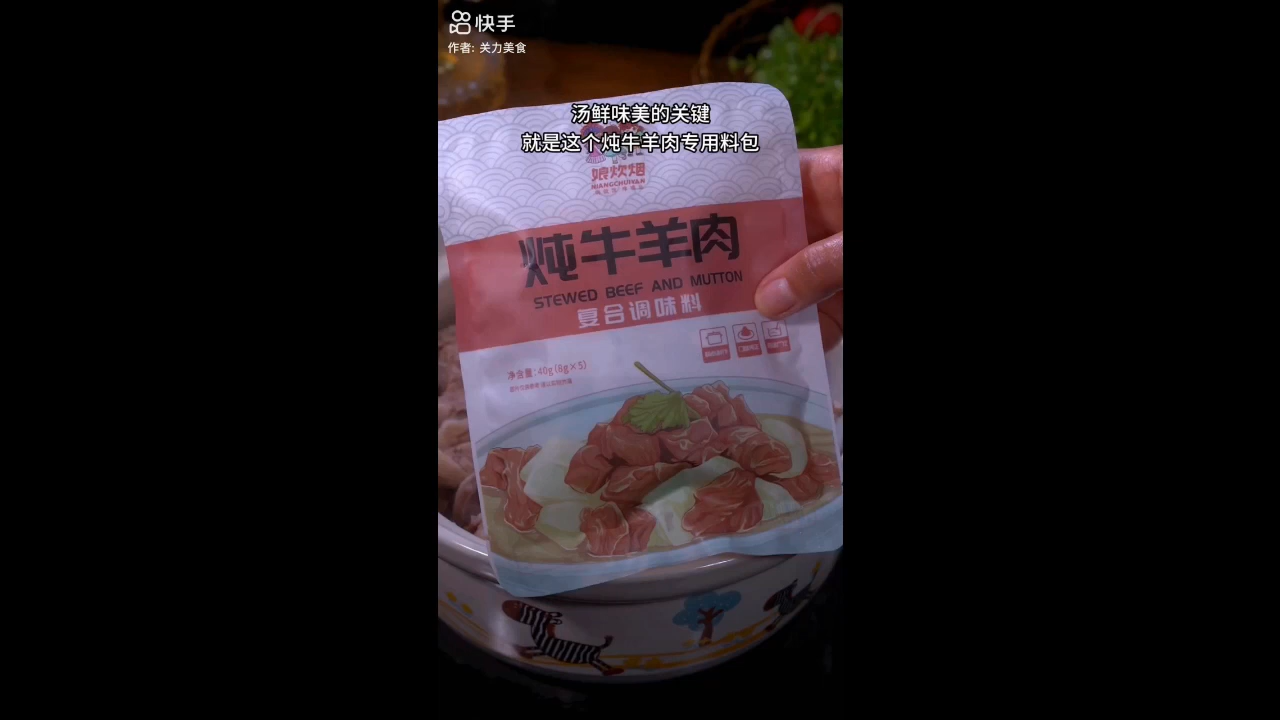 快手
作者: 关力美食
汤鲜味美的关键
就是这个炖牛羊肉专用料包
娘炊烟
NIANGCHUIYAN
炖牛羊肉
STEWED BEEF AND MUTTON
复合调味料
净含量:40g(8g×5)